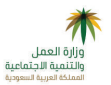 وزارة العمل
والتنمية الاجتماعية
المملكة العربية السعودية